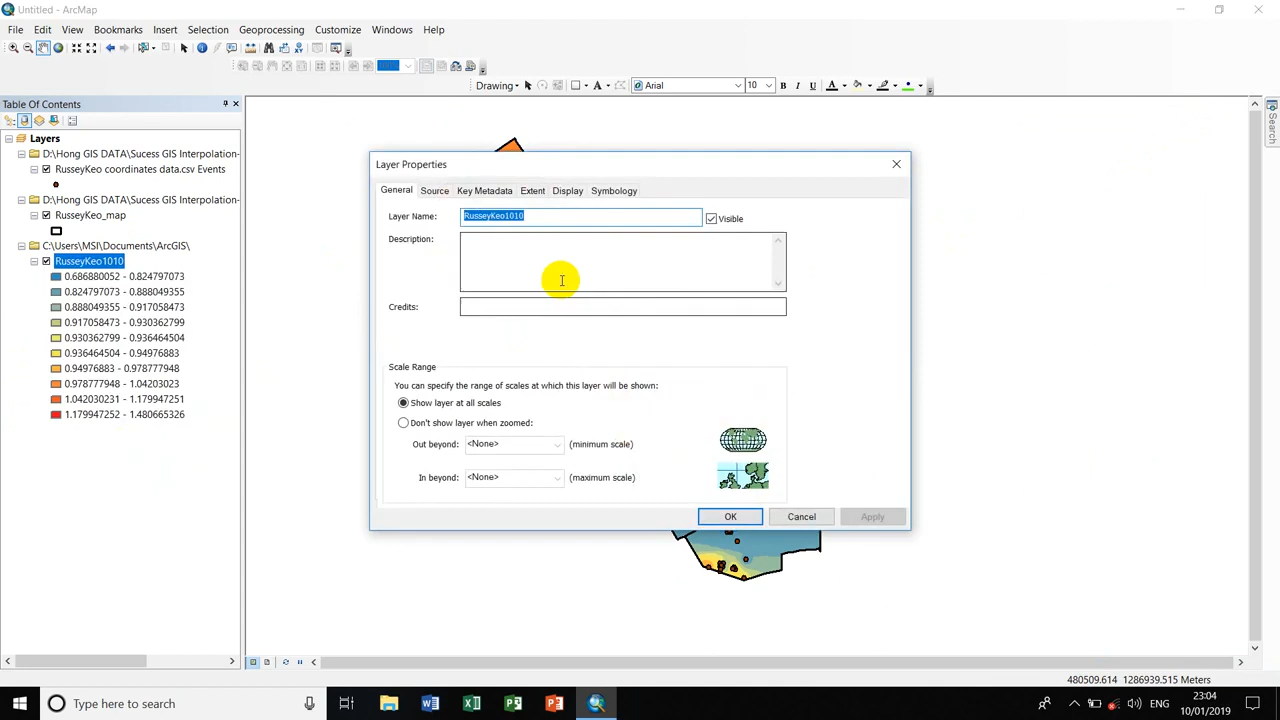 Untitled - ArcMap
File Edit View Bookmarks Insert Selection Geoprocessing Customize Windows Help
Drawing Arial 10 B I U A
Table Of Contents
Layers
D:\Hong GIS DATA\Sucess GIS Interpolation-
RusseyKeo coordinates data.csv Events
D:\Hong GIS DATA\Sucess GIS Interpolation-
RusseyKeo_map
C:\Users\MSI\Documents\ArcGIS\
RusseyKeo1010
0.686880052 - 0.824797073
0.824797073 - 0.888049355
0.888049355 - 0.917058473
0.917058473 - 0.930362799
0.930362799 - 0.936464504
0.936464504 - 0.94976883
0.94976883 - 0.978777948
0.978777948 - 1.04203023
1.042030231 - 1.179947251
1.179947252 - 1.480665326
Search
Layer Properties
General Source Key Metadata Extent Display Symbology
Layer Name: RusseyKeo1010 Visible
Description:
Credits:
Scale Range
You can specify the range of scales at which this layer will be shown:
Show layer at all scales
Don't show layer when zoomed:
Out beyond: <None> (minimum scale)
In beyond: <None> (maximum scale)
OK Cancel Apply
480509.614 1286939.515 Meters
Type here to search
ENG
23:04
10/01/2019